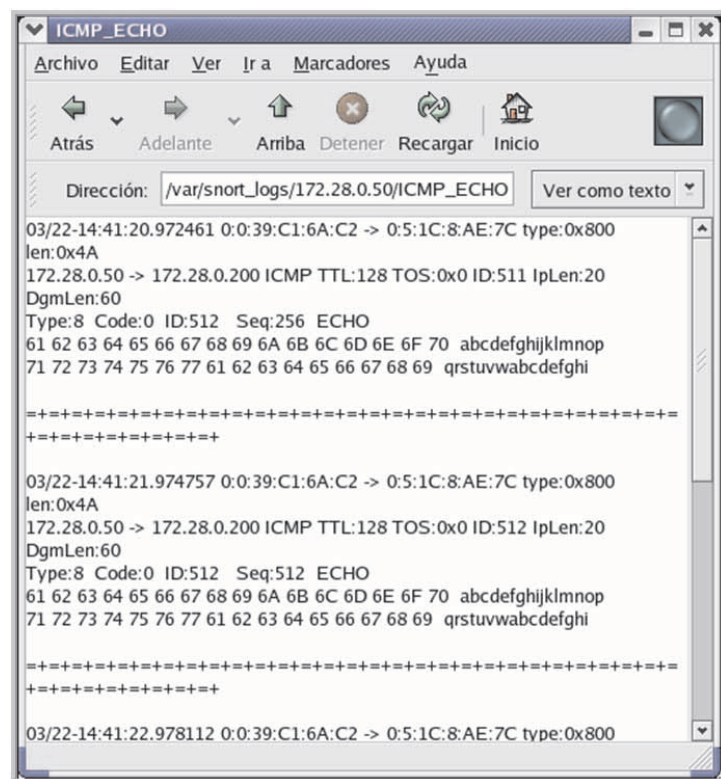 ICMP_ECHO
Archivo Editar Ver Ir a Marcadores Ayuda
Atrás Adelante Arriba Detener Recargar Inicio
Dirección: /var/snort_logs/172.28.0.50/ICMP_ECHO Ver como texto
03/22-14:41:20.972461 0:0:39:C1:6A:C2 -> 0:5:1C:8:AE:7C type:0x800
len:0x4A
172.28.0.50 -> 172.28.0.200 ICMP TTL:128 TOS:0x0 ID:511 IpLen:20
DgmLen:60
Type:8 Code:0 ID:512 Seq:256 ECHO
61 62 63 64 65 66 67 68 69 6A 6B 6C 6D 6E 6F 70 abcdefghijklmnop
71 72 73 74 75 76 77 61 62 63 64 65 66 67 68 69 qrstuvwabcdefghi
=+=+=+=+=+=+=+=+=+=+=+=+=+=+=+=+=+=+=+=+=+=+=+=+=+=+=+=+=
+=+=+=+=+=+=+=+=+
03/22-14:41:21.974757 0:0:39:C1:6A:C2 -> 0:5:1C:8:AE:7C type:0x800
len:0x4A
172.28.0.50 -> 172.28.0.200 ICMP TTL:128 TOS:0x0 ID:512 IpLen:20
DgmLen:60
Type:8 Code:0 ID:512 Seq:512 ECHO
61 62 63 64 65 66 67 68 69 6A 6B 6C 6D 6E 6F 70 abcdefghijklmnop
71 72 73 74 75 76 77 61 62 63 64 65 66 67 68 69 qrstuvwabcdefghi
=+=+=+=+=+=+=+=+=+=+=+=+=+=+=+=+=+=+=+=+=+=+=+=+=+=+=+=+=
+=+=+=+=+=+=+=+=+
03/22-14:41:22.978112 0:0:39:C1:6A:C2 -> 0:5:1C:8:AE:7C type:0x800